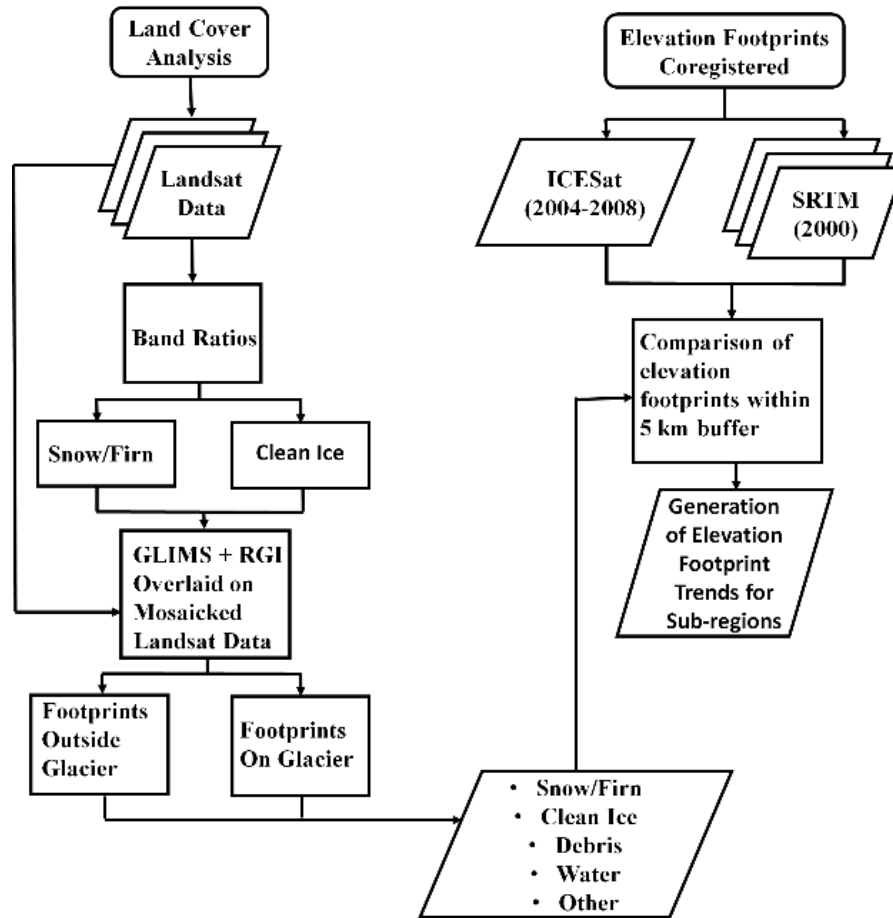 Land Cover
Analysis
Landsat
Data
Band Ratios
Snow/Firn
Clean Ice
GLIMS + RGI
Overlaid on
Mosaicked
Landsat Data
Footprints
Outside
Glacier
Footprints
On Glacier
• Snow/Firn
• Clean Ice
• Debris
• Water
• Other
Elevation Footprints
Coregistered
ICESat
(2004-2008)
SRTM
(2000)
Comparison of
elevation
footprints within
5 km buffer
Generation
of Elevation
Footprint
Trends for
Sub-regions